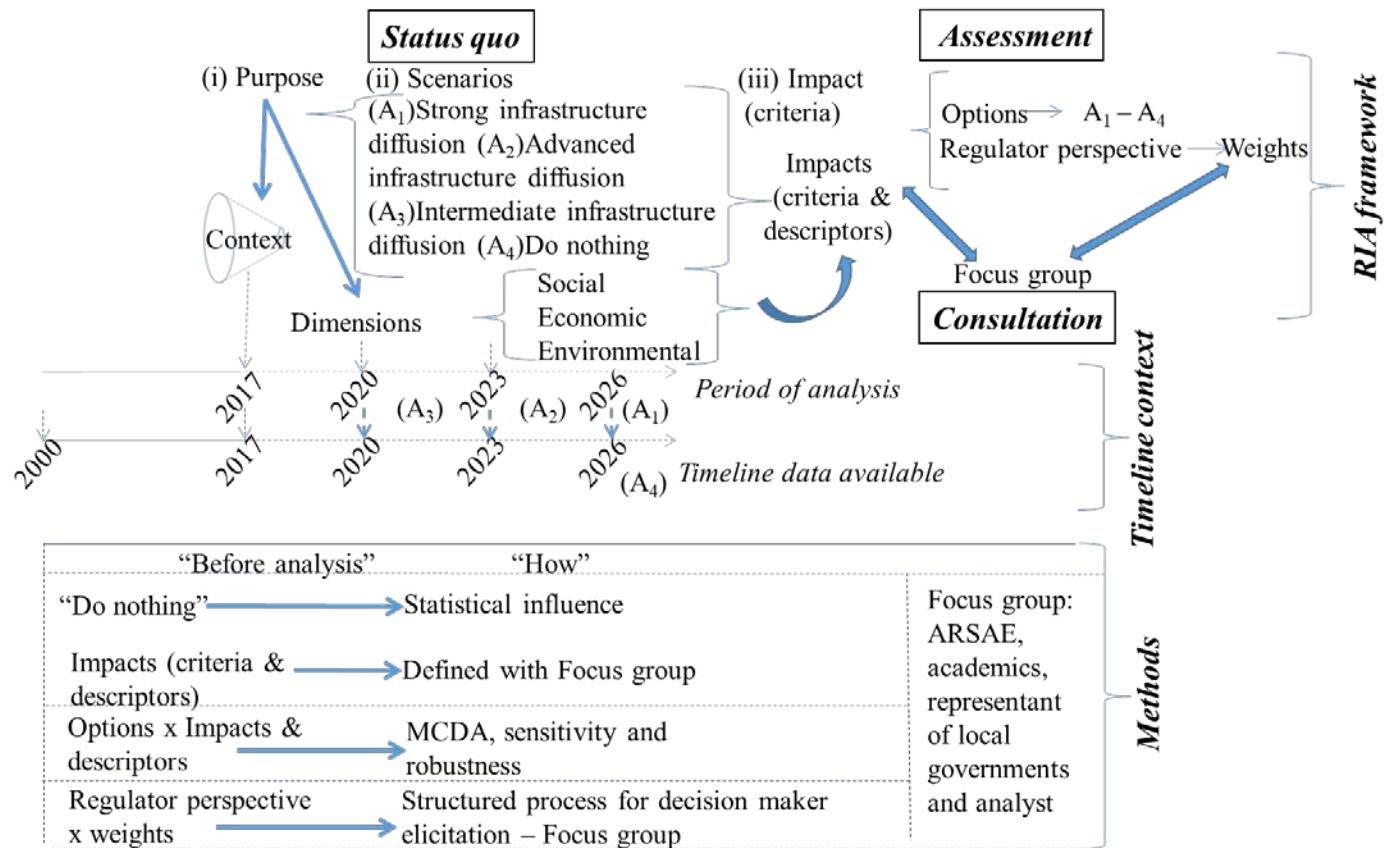 Status quo
Assessment
(i) Purpose
(ii) Scenarios
(A1)Strong infrastructure
diffusion (A2)Advanced
infrastructure diffusion
(A3)Intermediate infrastructure
diffusion (A4)Do nothing
(iii) Impact
(criteria)
Impacts
(criteria &
descriptors)
Options
A1 – A4
Regulator perspective
Weights
Context
Dimensions
Social
Economic
Environmental
Focus group
Consultation
RIA framework
2017
2020
2023
2026
Period of analysis
(A3)
(A2)
(A1)
2000
2017
2020
2023
2026
(A4)
Timeline data available
Timeline context
“Before analysis”
“How”
“Do nothing”
Statistical influence
Impacts (criteria &
descriptors)
Defined with Focus group
Options x Impacts &
descriptors
MCDA, sensitivity and
robustness
Regulator perspective
x weights
Structured process for decision maker
elicitation – Focus group
Focus group:
ARSAE,
academics,
representant
of local
governments
and analyst
Methods